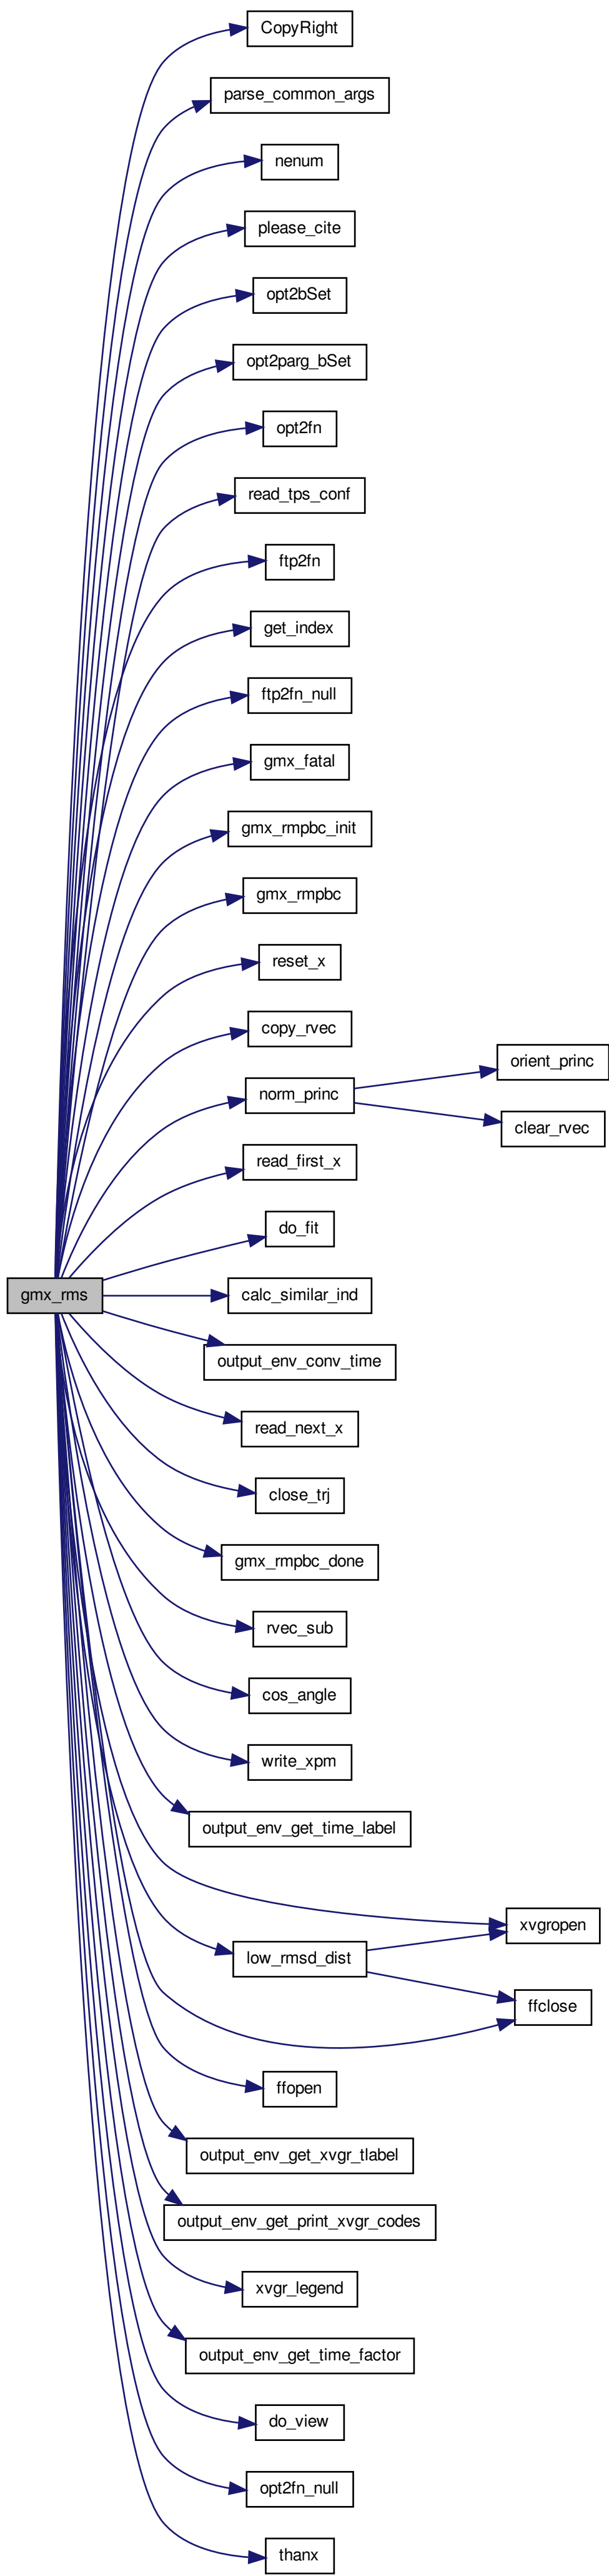 CopyRight
parse_common_args
nenum
please_cite
opt2bSet
opt2parg_bSet
opt2fn
read_tps_conf
ftp2fn
get_index
ftp2fn_null
gmx_fatal
gmx_rmpbc_init
gmx_rmpbc
reset_x
copy_rvec
orient_princ
norm_princ
clear_rvec
read_first_x
do_fit
gmx_rms
calc_similar_ind
output_env_conv_time
read_next_x
close_trj
gmx_rmpbc_done
rvec_sub
cos_angle
write_xpm
output_env_get_time_label
xvgropen
low_rmsd_dist
ffclose
ffopen
output_env_get_xvgr_tlabel
output_env_get_print_xvgr_codes
xvgr_legend
output_env_get_time_factor
do_view
opt2fn_null
thanx